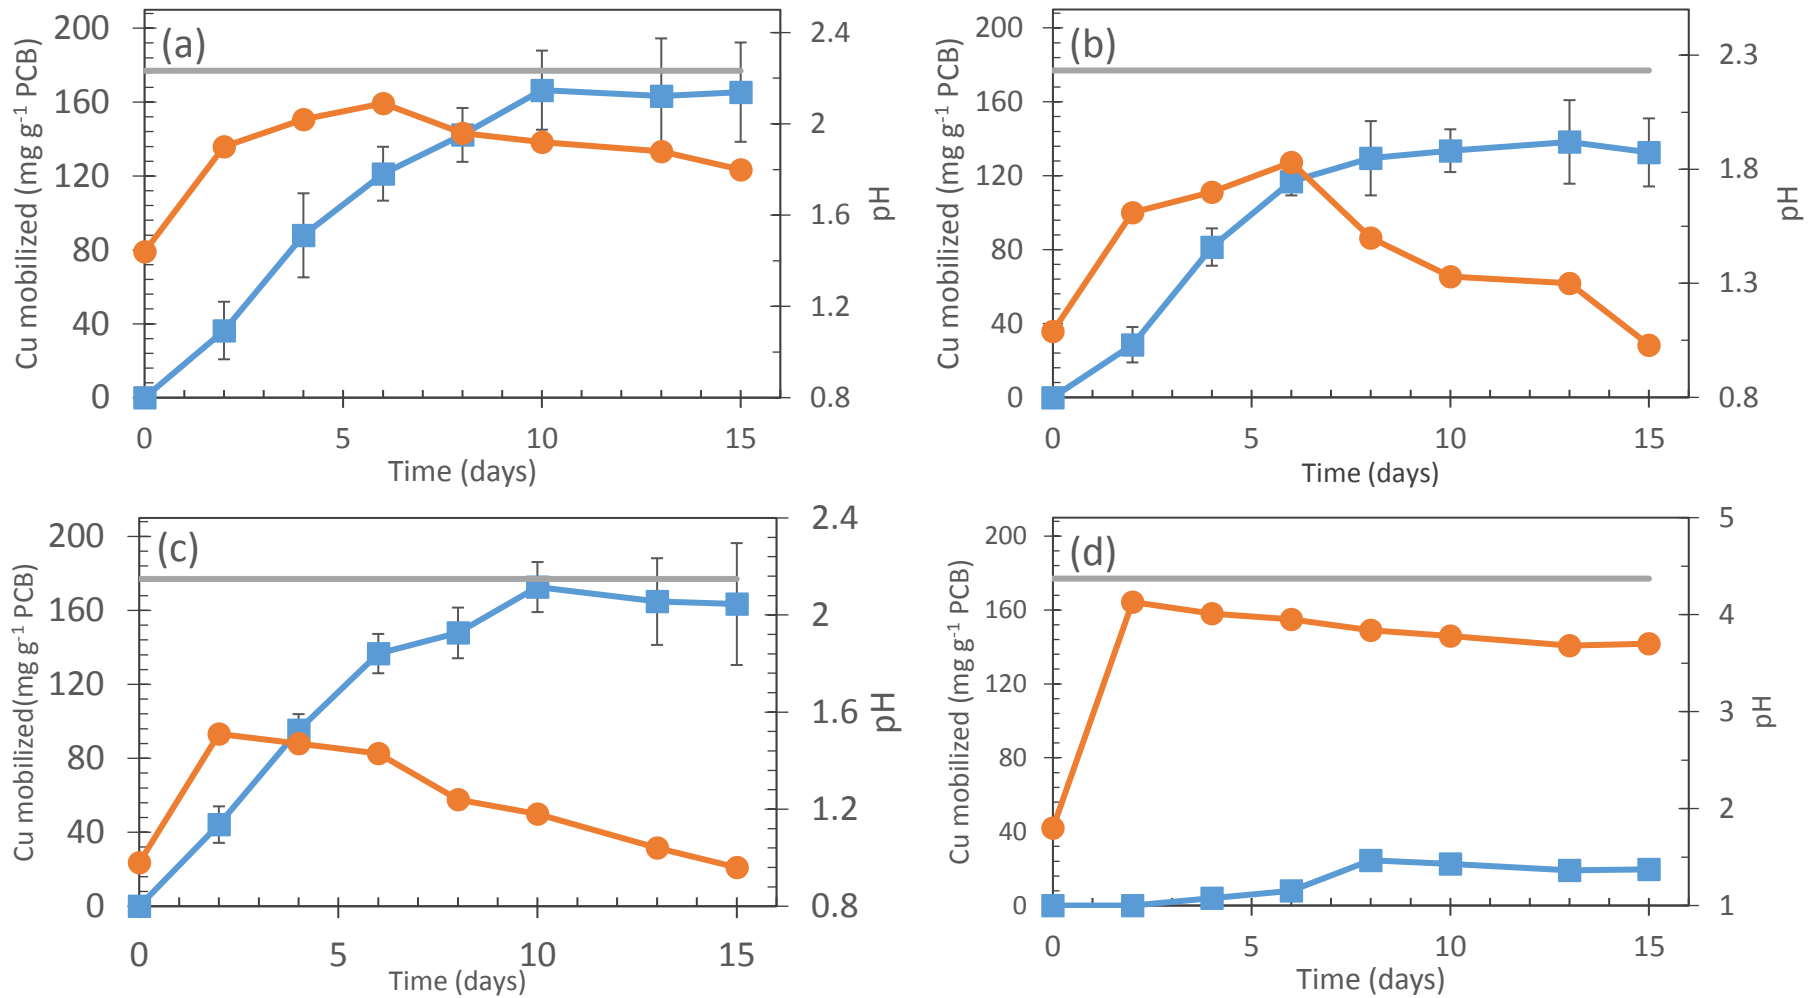 (a)
Cu mobilized (mg g⁻¹ PCB)
200
160
120
80
40
0
2.4
2
1.6
1.2
0.8
pH
0 5 10 15
Time (days)
(b)
Cu mobilized (mg g⁻¹ PCB)
200
160
120
80
40
0
2.3
1.8
1.3
0.8
pH
0 5 10 15
Time (days)
(c)
Cu mobilized(mg g⁻¹ PCB)
200
160
120
80
40
0
2.4
2
1.6
1.2
0.8
pH
0 5 10 15
Time (days)
(d)
Cu mobilized (mg g⁻¹ PCB)
200
160
120
80
40
0
5
4
3
2
1
pH
0 5 10 15
Time (days)